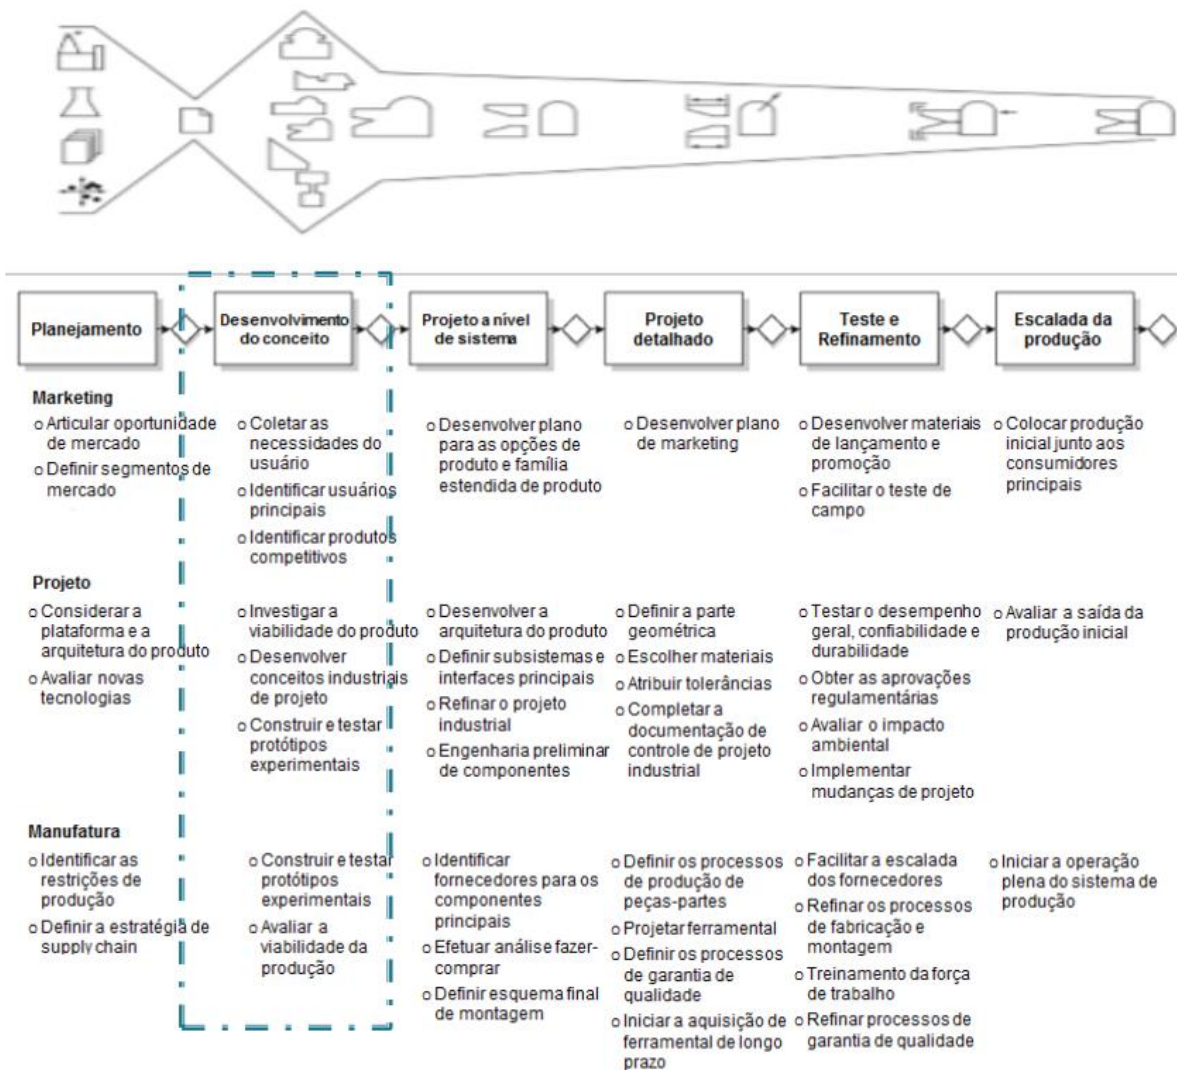 Planejamento
Desenvolvimento
do conceito
Projeto a nível
de sistema
Projeto
detalhado
Teste e
Refinamento
Escalada da
produção
Marketing
o Articular oportunidade
de mercado
o Definir segmentos de
mercado
o Coletar as
necessidades do
usuário
o Identificar usuários
principais
o Identificar produtos
competitivos
o Desenvolver plano
para as opções de
produto e família
estendida de produto
o Desenvolver plano
de marketing
o Desenvolver materiais
de lançamento e
promoção
o Facilitar o teste de
campo
o Colocar produção
inicial junto aos
consumidores
principais
Projeto
o Considerar a
plataforma e a
arquitetura do produto
o Avaliar novas
tecnologias
o Investigar a
viabilidade do produto
o Desenvolver
conceitos industriais
de projeto
o Construir e testar
protótipos
experimentais
o Desenvolver a
arquitetura do produto
o Definir subsistemas e
interfaces principais
o Refinar o projeto
industrial
o Engenharia preliminar
de componentes
o Definir a parte
geométrica
o Escolher materiais
o Atribuir tolerâncias
o Completar a
documentação de
controle de projeto
industrial
o Testar o desempenho
geral, confiabilidade e
durabilidade
o Obter as aprovações
regulamentárias
o Avaliar o impacto
ambiental
o Implementar
mudanças de projeto
o Avaliar a saída da
produção inicial
Manufatura
o Identificar as
restrições de
produção
o Definir a estratégia de
supply chain
o Construir e testar
protótipos
experimentais
o Avaliar a
viabilidade da
produção
o Identificar
fornecedores para os
componentes
principais
o Efetuar análise fazer-
comprar
o Definir esquema final
de montagem
o Definir os processos
de produção de
peças-partes
o Projetar ferramental
o Definir os processos
de garantia de
qualidade
o Iniciar a aquisição de
ferramental de longo
prazo
o Facilitar a escalada
dos fornecedores
o Refinar os processos
de fabricação e
montagem
o Treinamento da força
de trabalho
o Refinar processos de
garantia de qualidade
o Iniciar a operação
plena do sistema de
produção